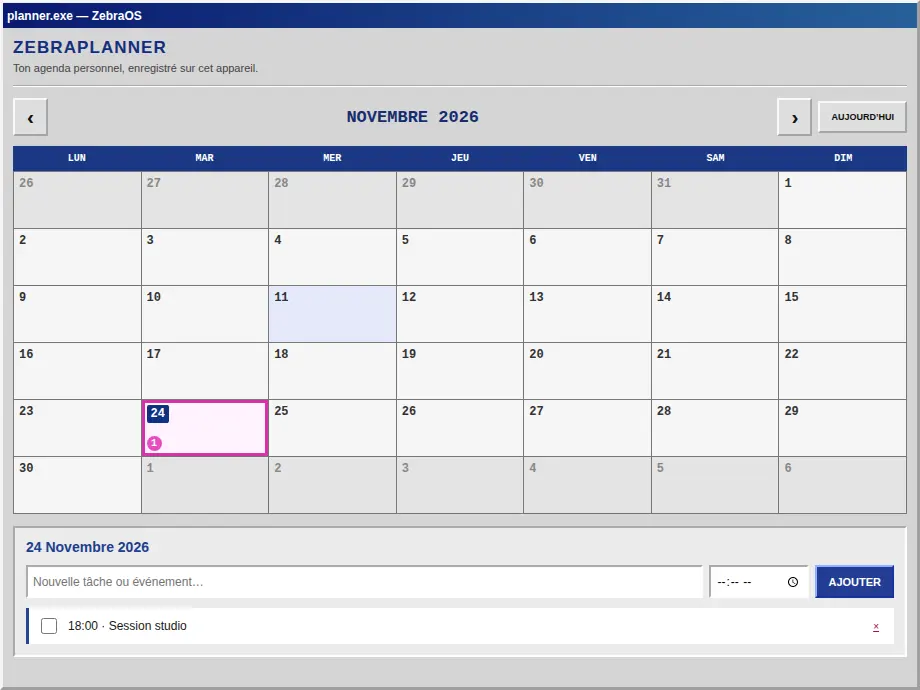 planner.exe — ZebraOS
ZEBRAPLANNER
Ton agenda personnel, enregistré sur cet appareil.
‹ NOVEMBRE 2026 › AUJOURD'HUI
LUN MAR MER JEU VEN SAM DIM
26 27 28 29 30 31 1
2 3 4 5 6 7 8
9 10 11 12 13 14 15
16 17 18 19 20 21 22
23 24 25 26 27 28 29
1
30 1 2 3 4 5 6
24 Novembre 2026
Nouvelle tâche ou événement… --:-- -- AJOUTER
18:00 · Session studio ×